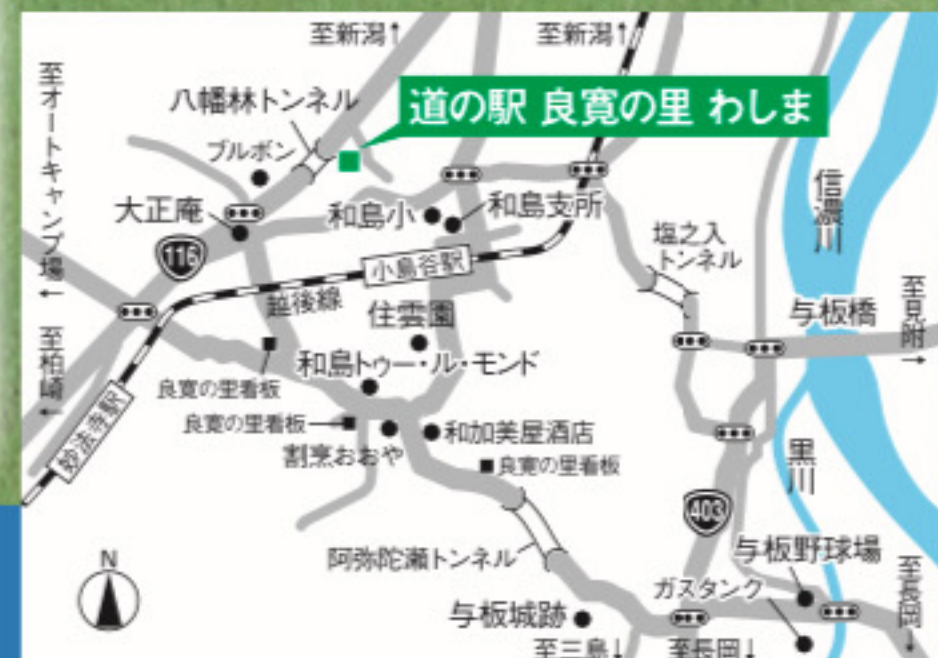 至新潟↑
至新潟↑
至オートキャンプ場←
八幡林トンネル
道の駅 良寛の里 わしま
ブルボン
大正庵
和島小
和島支所
信濃川
116
小島谷駅
塩之入
トンネル
越後線
住雲園
与板橋
至見附→
至柏崎←
和島トゥー・ル・モンド
良寛の里看板
妙法寺駅
良寛の里看板
和加美屋酒店
割烹おおや
良寛の里看板
黒川
403
N
阿弥陀瀬トンネル
与板野球場
ガスタンク
至長岡→
与板城跡
至三島↓
至長岡↓